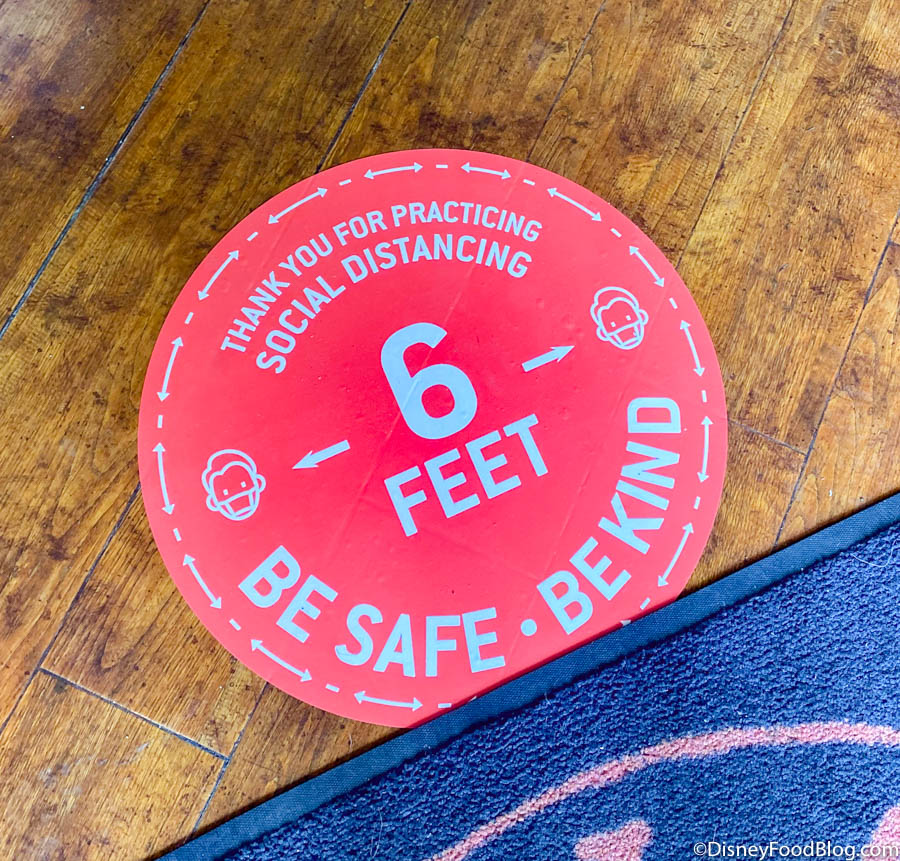 THANK YOU FOR PRACTICING
SOCIAL DISTANCING
6
FEET
BE SAFE • BE KIND
©DisneyFoodBlog.com